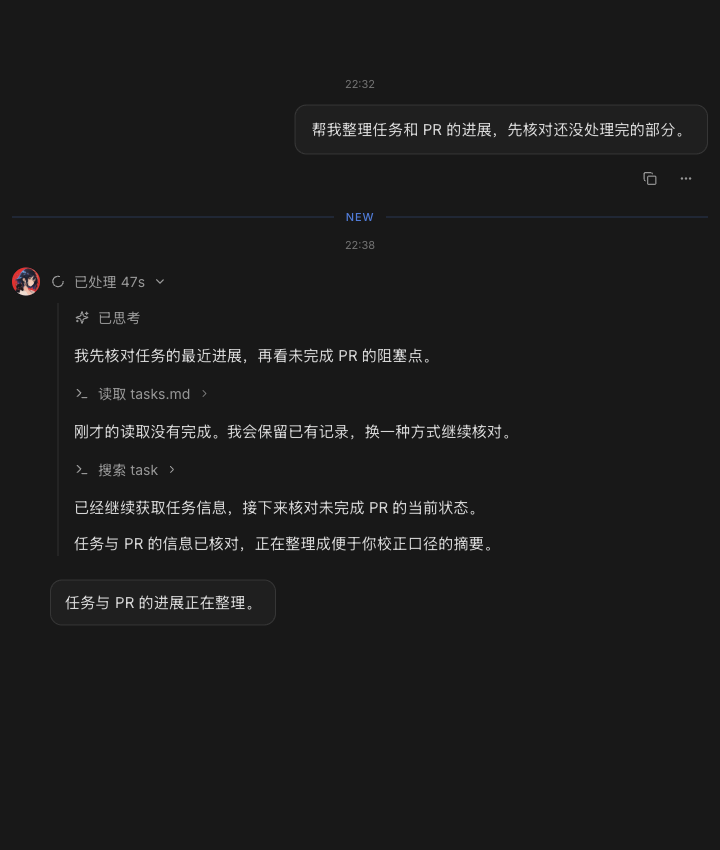 22:32
帮我整理任务和 PR 的进展，先核对还没处理完的部分。
NEW
22:38
已处理 47s
已思考
我先核对任务的最近进展，再看未完成 PR 的阻塞点。
读取 tasks.md
刚才的读取没有完成。我会保留已有记录，换一种方式继续核对。
搜索 task
已经继续获取任务信息，接下来核对未完成 PR 的当前状态。
任务与 PR 的信息已核对，正在整理成便于你校正口径的摘要。
任务与 PR 的进展正在整理。